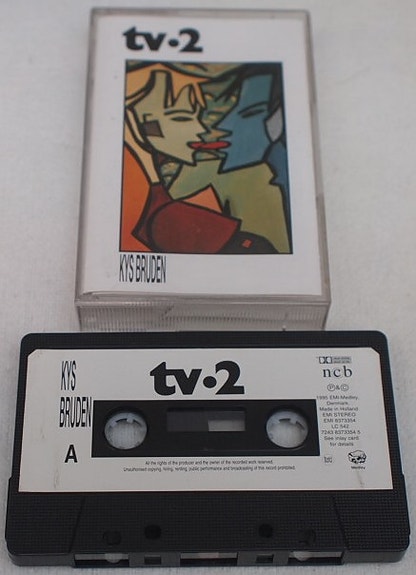 tv·2
KYS BRUDEN
KYS
BRUDEN
A
tv·2
ncb
℗&©
EMI-Medley,
Denmark.
Made in Holland
EMI STEREO
EMI 8373354
LC 542
7243 8373354 5
See inlay card
for details
Medley
All the rights of the producer and the owner of the recorded work reserved.
Unauthorised copying, hiring, renting, public performance and broadcasting of this record prohibited.